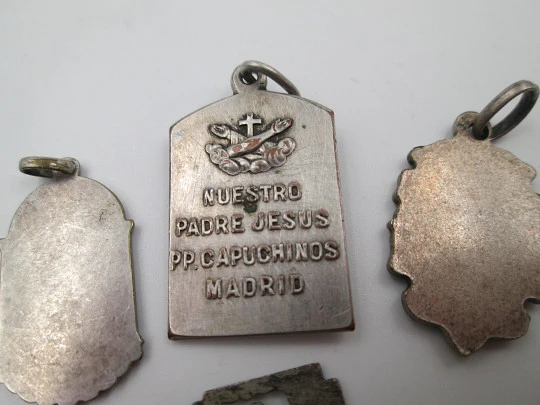 NUESTRO
PADRE JESUS
PP. CAPUCHINOS
MADRID